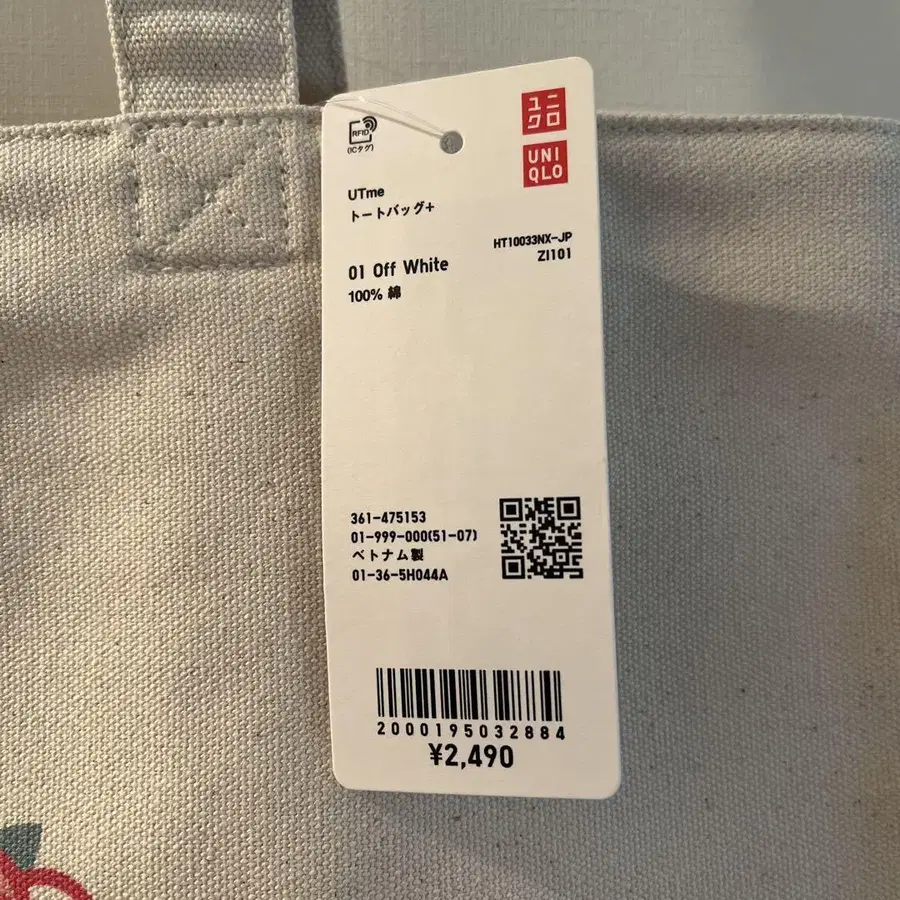 RFID
(ICタグ)
ユニ
クロ
UNI
QLO
UTme
トートバッグ+
HT10033NX-JP
ZI101
01 Off White
100% 綿
361-475153
01-999-000(51-07)
ベトナム製
01-36-5H044A
2000195032884
¥2,490